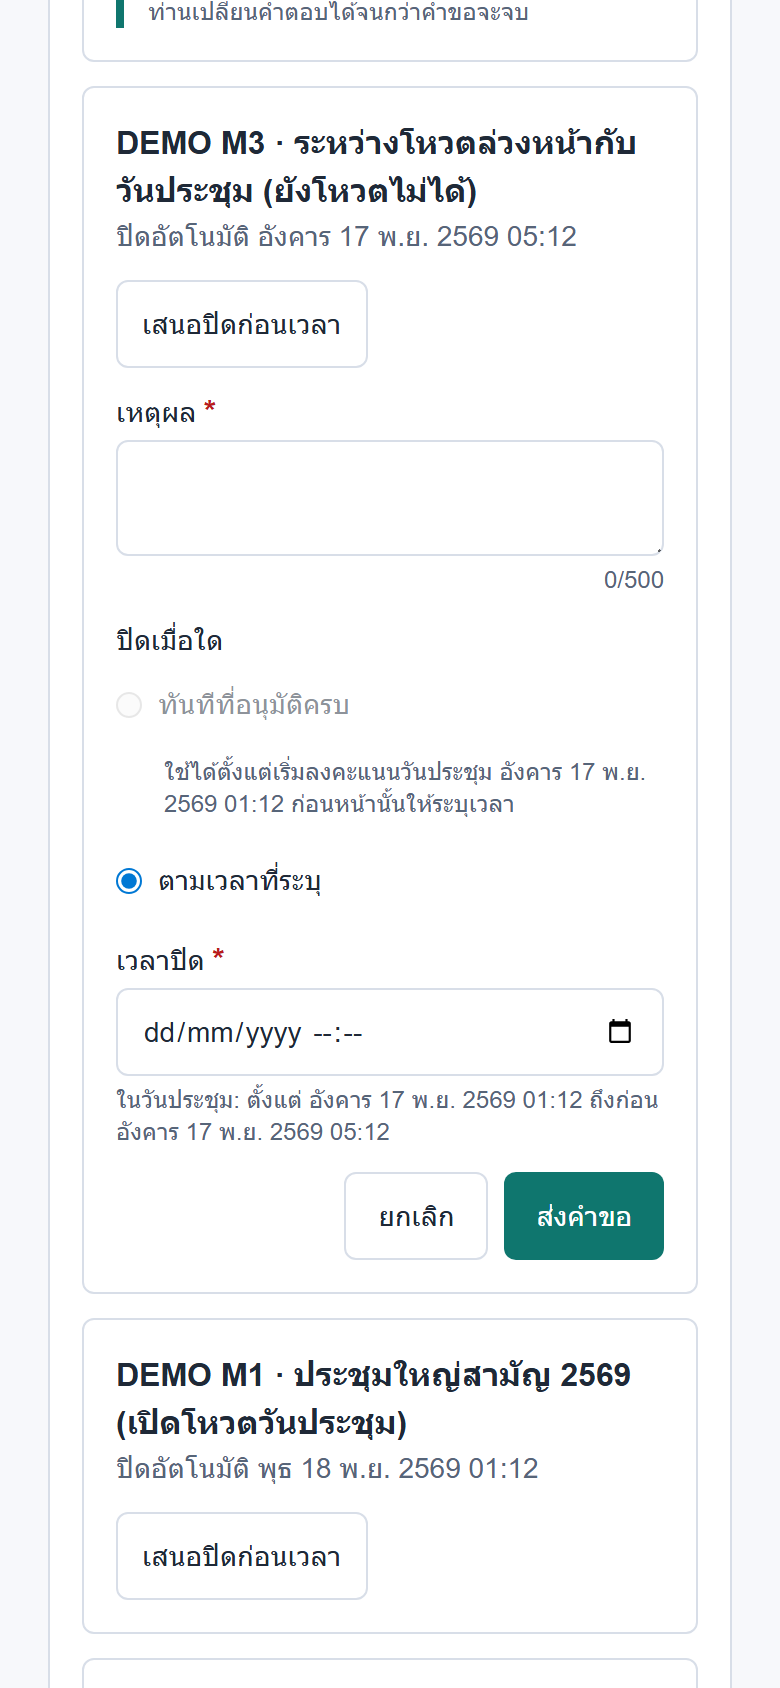 ท่านเปลี่ยนคำตอบได้จนกว่าคำขอจะจบ
DEMO M3 · ระหว่างโหวตล่วงหน้ากับ
วันประชุม (ยังโหวตไม่ได้)
ปิดอัตโนมัติ อังคาร 17 พ.ย. 2569 05:12
เสนอปิดก่อนเวลา
เหตุผล *
0/500
ปิดเมื่อใด
ทันทีที่อนุมัติครบ
ใช้ได้ตั้งแต่เริ่มลงคะแนนวันประชุม อังคาร 17 พ.ย.
2569 01:12 ก่อนหน้านั้นให้ระบุเวลา
ตามเวลาที่ระบุ
เวลาปิด *
dd/mm/yyyy --:--
ในวันประชุม: ตั้งแต่ อังคาร 17 พ.ย. 2569 01:12 ถึงก่อน
อังคาร 17 พ.ย. 2569 05:12
ยกเลิก ส่งคำขอ
DEMO M1 · ประชุมใหญ่สามัญ 2569
(เปิดโหวตวันประชุม)
ปิดอัตโนมัติ พุธ 18 พ.ย. 2569 01:12
เสนอปิดก่อนเวลา